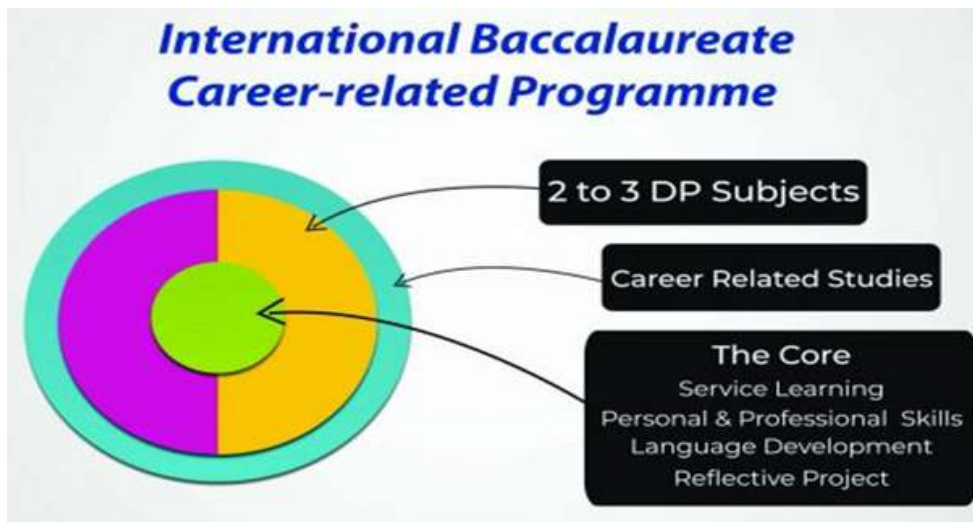 International Baccalaureate
Career-related Programme
2 to 3 DP Subjects
Career Related Studies
The Core
Service Learning
Personal & Professional Skills
Language Development
Reflective Project